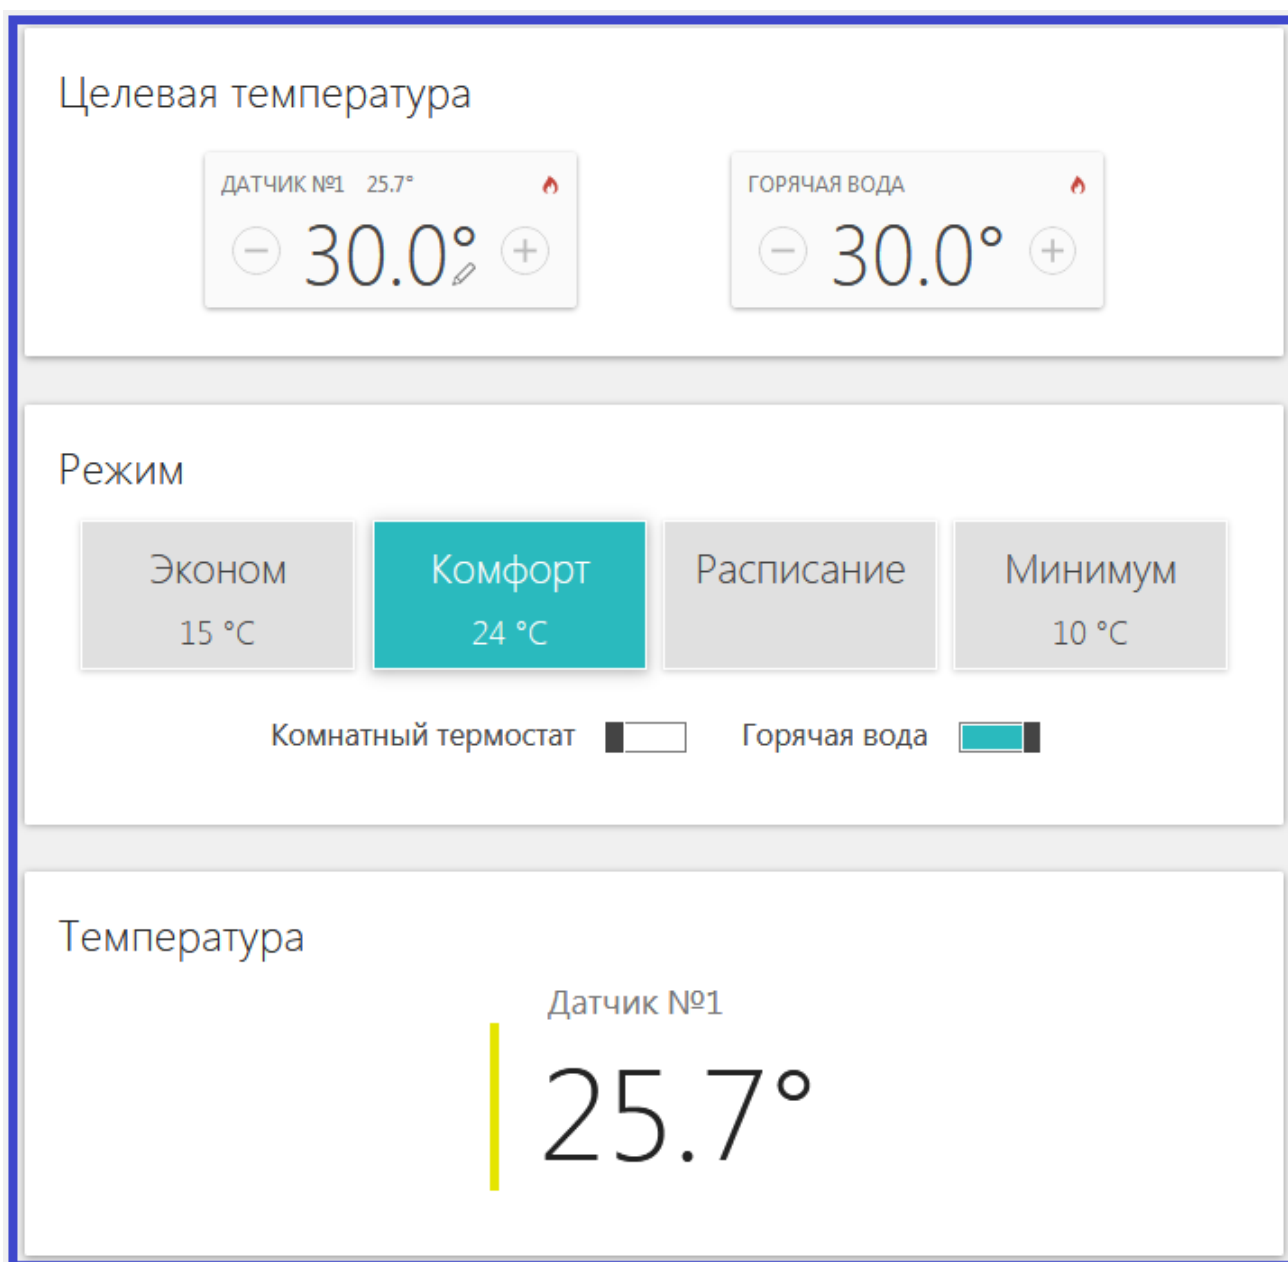 Целевая температура
ДАТЧИК №1 25.7°
30.0°
ГОРЯЧАЯ ВОДА
30.0°
Режим
Эконом
15 °C
Комфорт
24 °C
Расписание
Минимум
10 °C
Комнатный термостат
Горячая вода
Температура
Датчик №1
25.7°